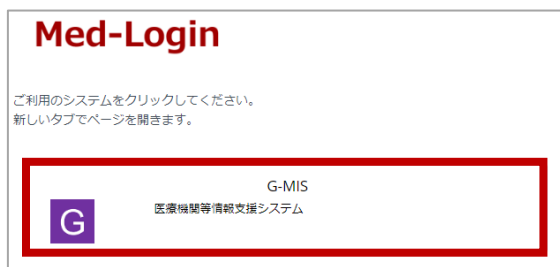 Med-Login
ご利用のシステムをクリックしてください。
新しいタブでページを開きます。
G-MIS
G
医療機関等情報支援システム